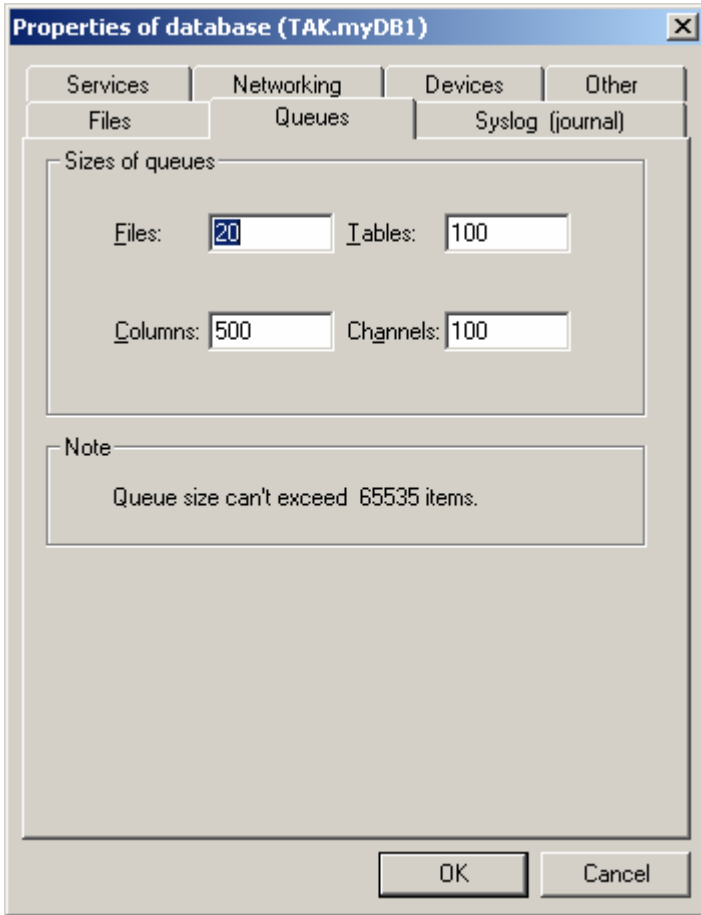 Properties of database (TAK.myDB1)
Services Networking Devices Other
Files Queues Syslog (journal)
Sizes of queues
Files: 20 Tables: 100
Columns: 500 Channels: 100
Note
Queue size can't exceed 65535 items.
OK Cancel